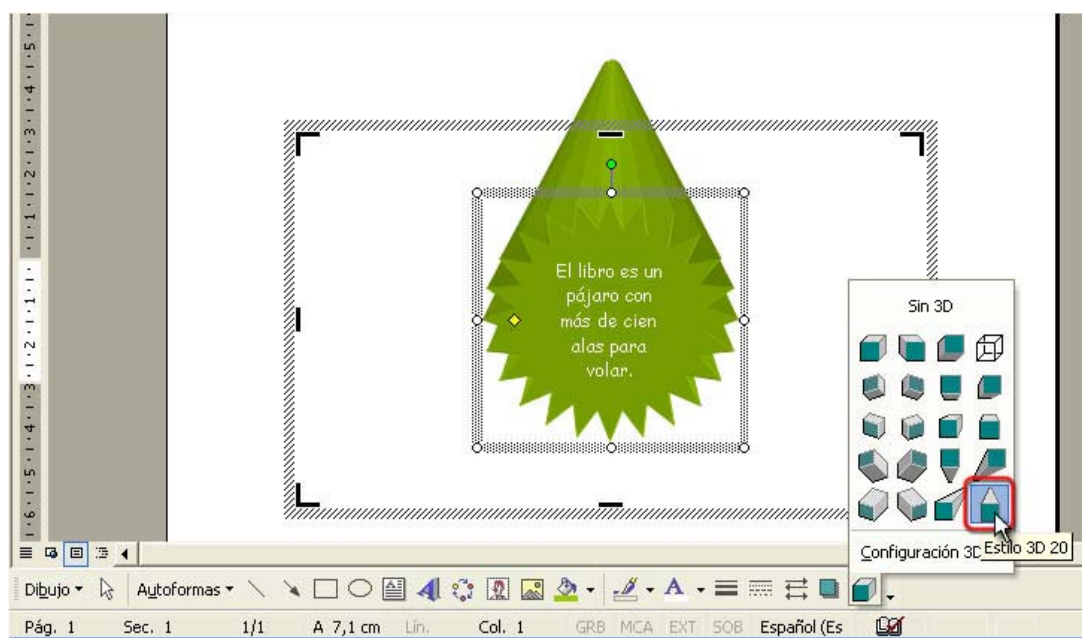 El libro es un
pájaro con
más de cien
alas para
volar.
Sin 3D
Configuración 3D
Estilo 3D 20
Dibujo
Autoformas
Pág. 1 Sec. 1 1/1 A 7,1 cm Lín. Col. 1 GRB MCA EXT SOB Español (Es